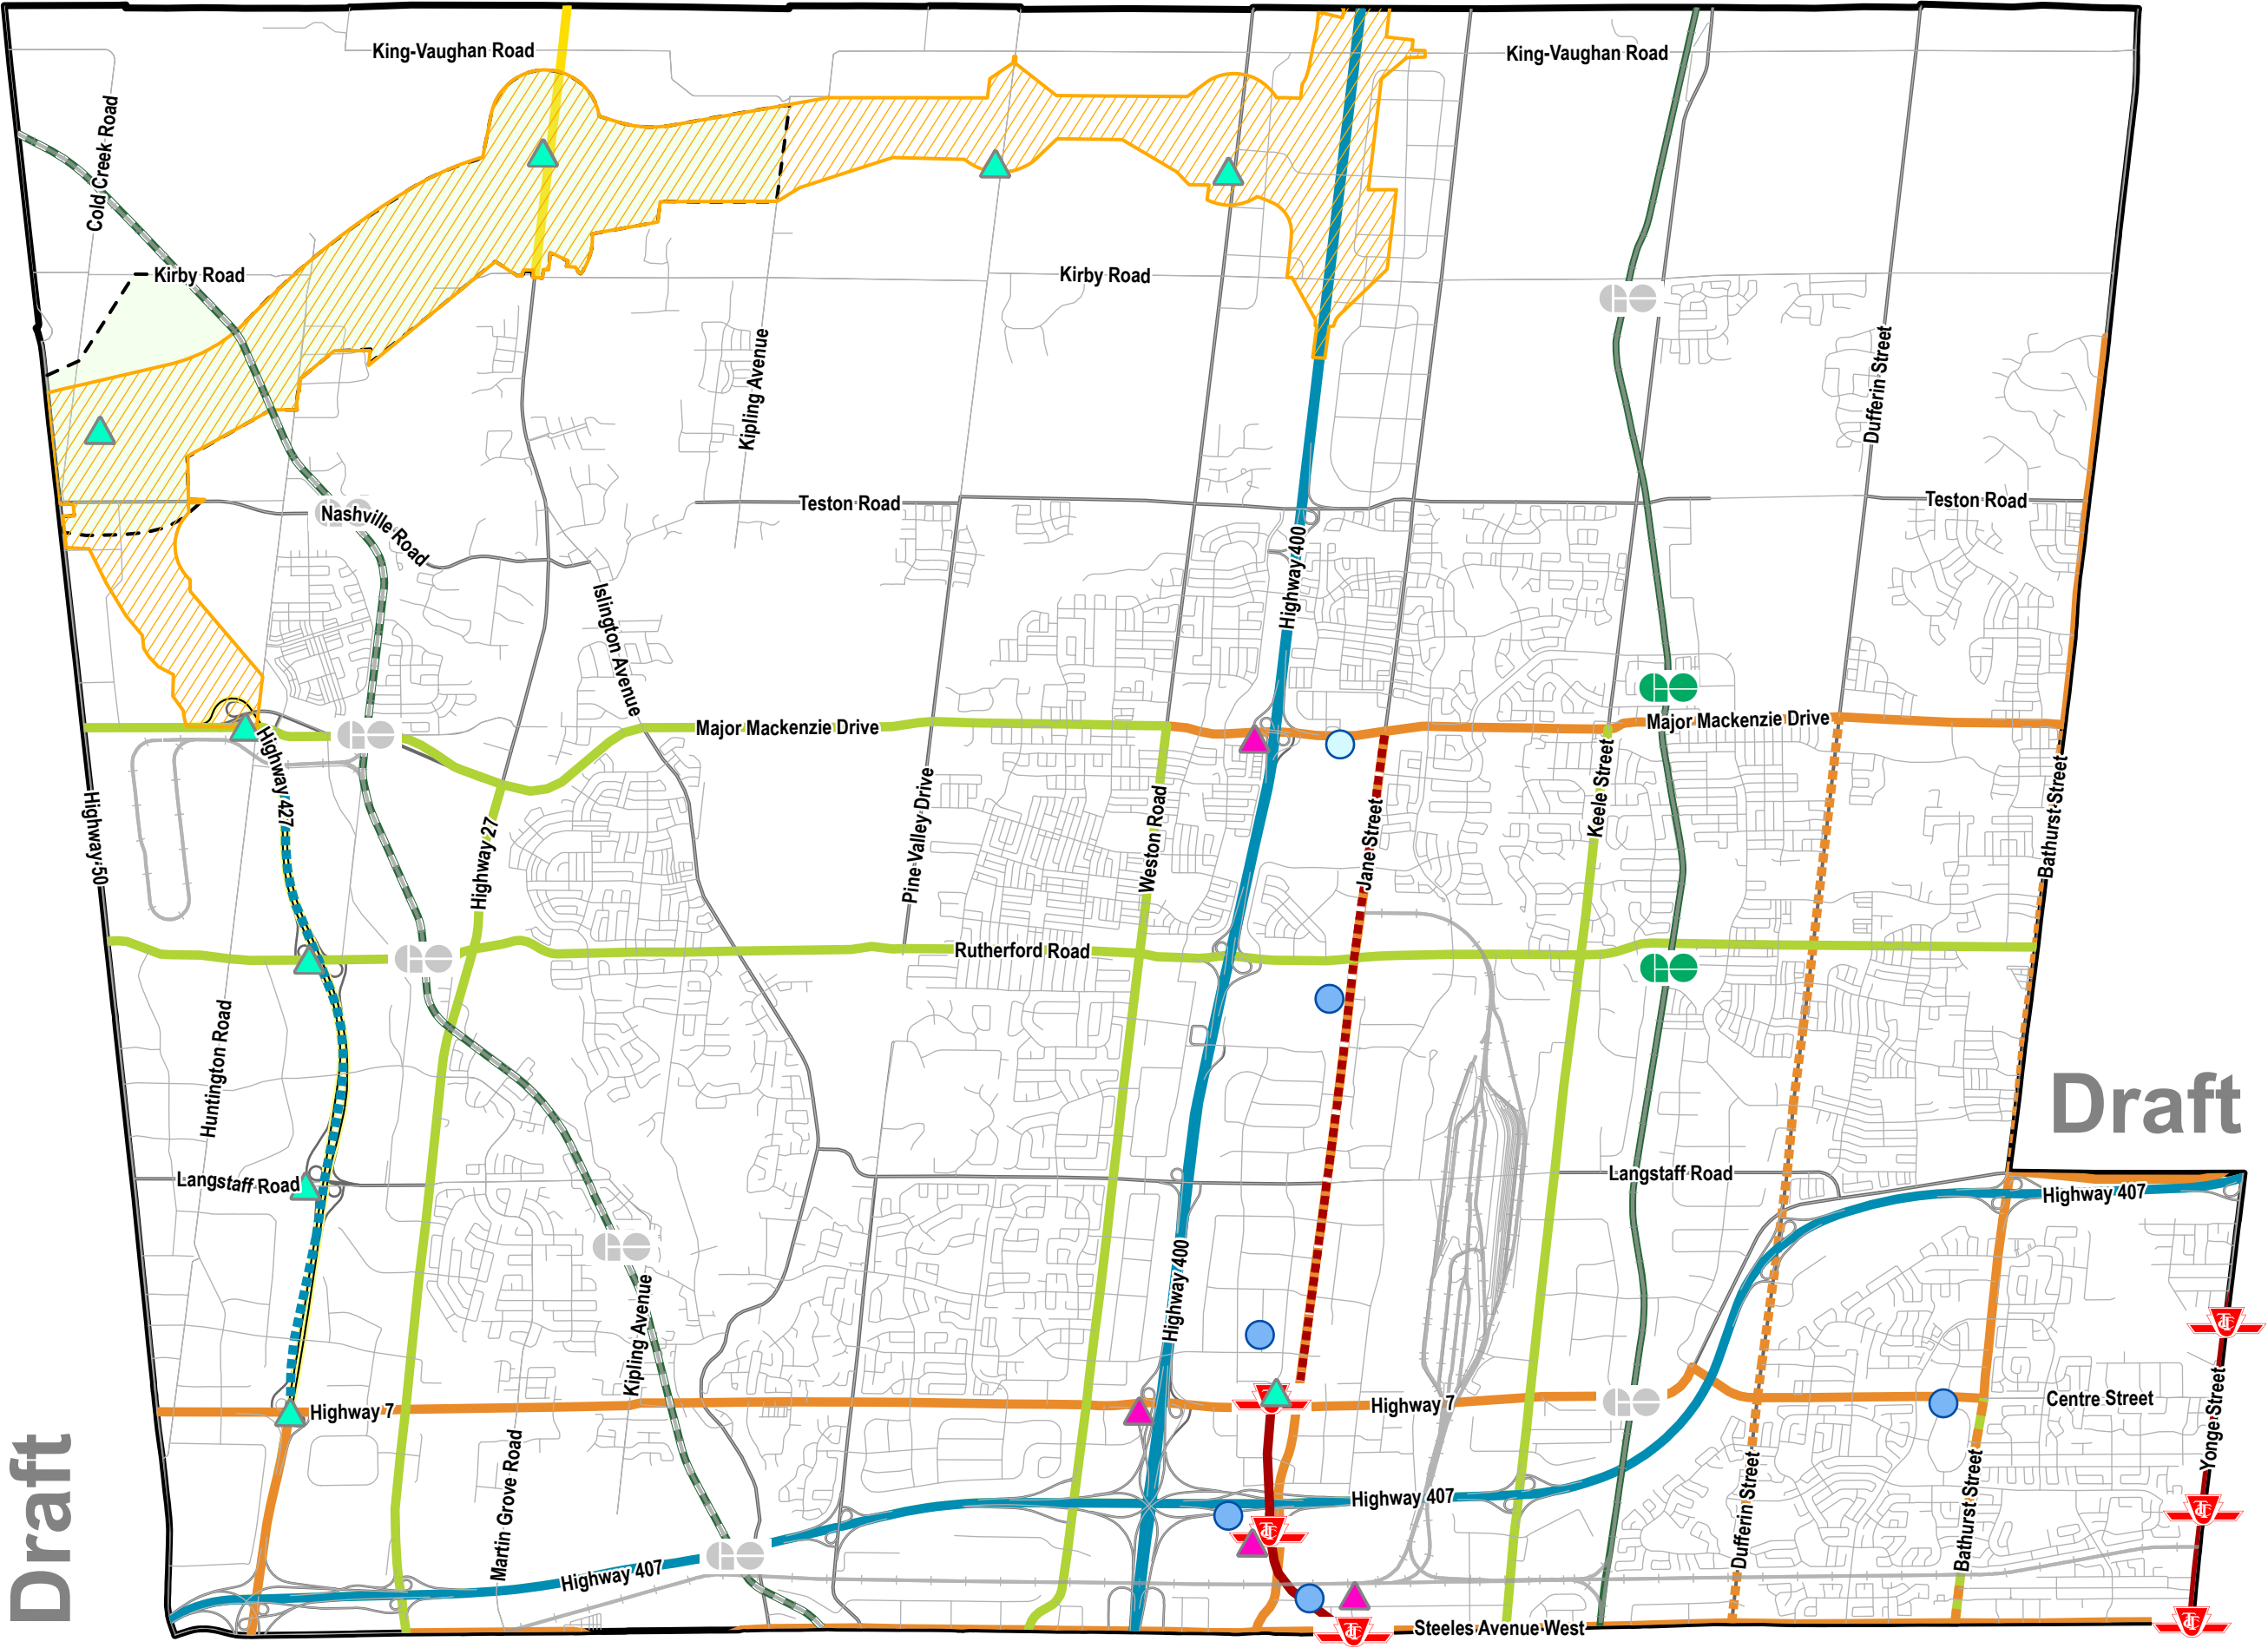 King-Vaughan Road
King-Vaughan Road
Cold Creek Road
Kirby Road
Kirby Road
Kipling Avenue
Dufferin Street
Teston Road
Teston Road
Nashville Road
Highway 400
Islington Avenue
Major Mackenzie Drive
Major Mackenzie Drive
Highway 427
Highway 50
Highway 27
Pine Valley Drive
Weston Road
Jane Street
Keele Street
Bathurst Street
Rutherford Road
Huntington Road
Draft
Langstaff Road
Langstaff Road
Highway 407
Highway 400
Kipling Avenue
Highway 7
Highway 7
Centre Street
Yonge Street
Draft
Martin Grove Road
Highway 407
Highway 407
Dufferin Street
Bathurst Street
Steeles Avenue West